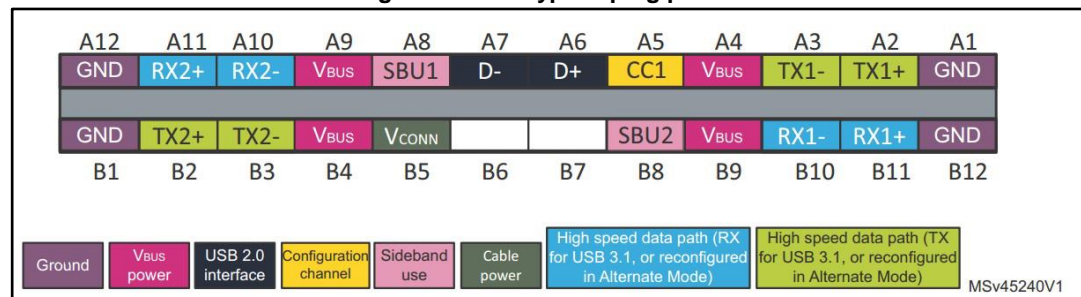 A12 A11 A10 A9 A8 A7 A6 A5 A4 A3 A2 A1
GND RX2+ RX2- VBUS SBU1 D- D+ CC1 VBUS TX1- TX1+ GND
GND TX2+ TX2- VBUS VCONN SBU2 VBUS RX1- RX1+ GND
B1 B2 B3 B4 B5 B6 B7 B8 B9 B10 B11 B12
Ground
VBUS
power
USB 2.0
interface
Configuration
channel
Sideband
use
Cable
power
High speed data path (RX
for USB 3.1, or reconfigured
in Alternate Mode)
High speed data path (TX
for USB 3.1, or reconfigured
in Alternate Mode)
MSv45240V1